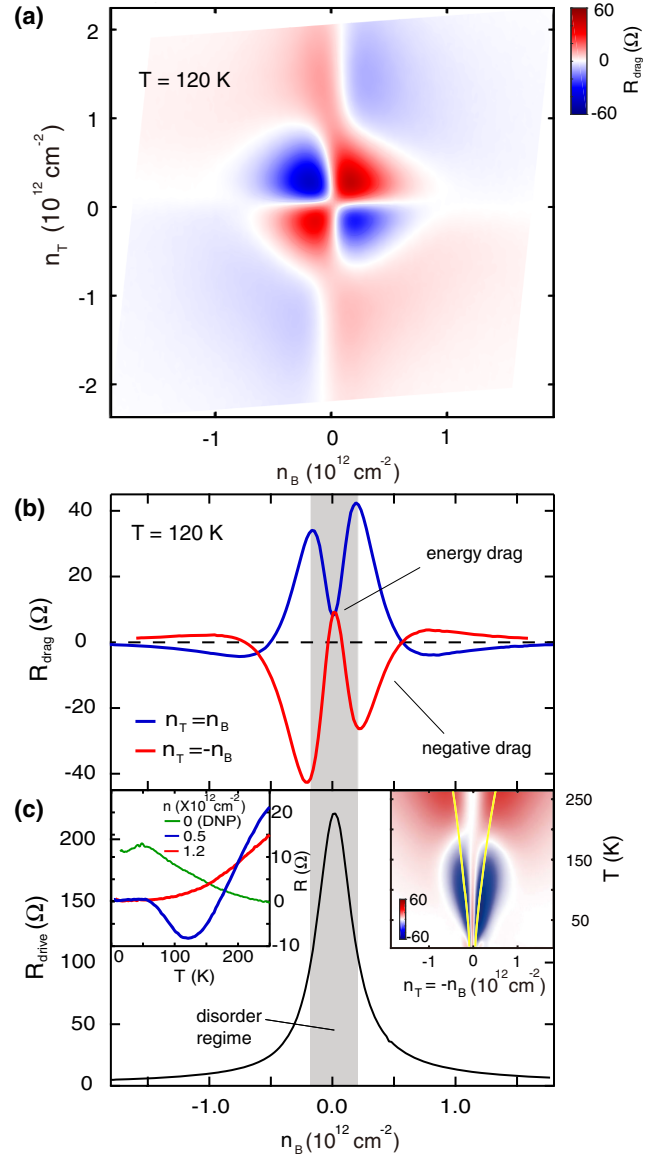 (a)
T = 120 K
2
1
0
-1
-2
n_T (10^12 cm^-2)
-1
0
1
n_B (10^12 cm^-2)
60
0
-60
R_drag (Ω)
(b)
T = 120 K
40
20
0
-20
-40
R_drag (Ω)
energy drag
negative drag
n_T = n_B
n_T = -n_B
(c)
200
150
100
50
0
R_drive (Ω)
n (X10^12 cm^-2)
0 (DNP)
0.5
1.2
20
10
0
-10
R (Ω)
0
100
200
T (K)
60
-60
250
150
50
T (K)
-1
0
1
n_T = -n_B (10^12 cm^-2)
disorder
regime
-1.0
0.0
1.0
n_B (10^12 cm^-2)